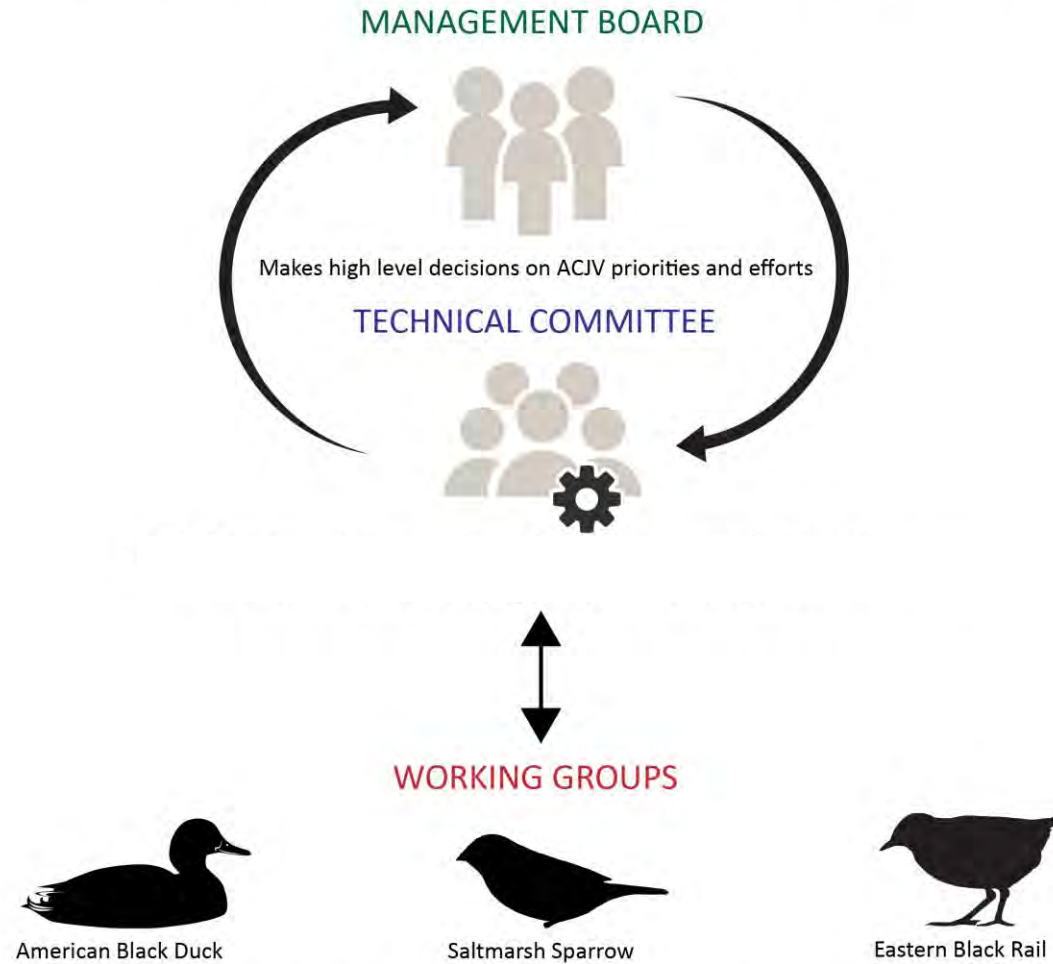 MANAGEMENT BOARD
Makes high level decisions on ACJV priorities and efforts
TECHNICAL COMMITTEE
WORKING GROUPS
American Black Duck
Saltmarsh Sparrow
Eastern Black Rail